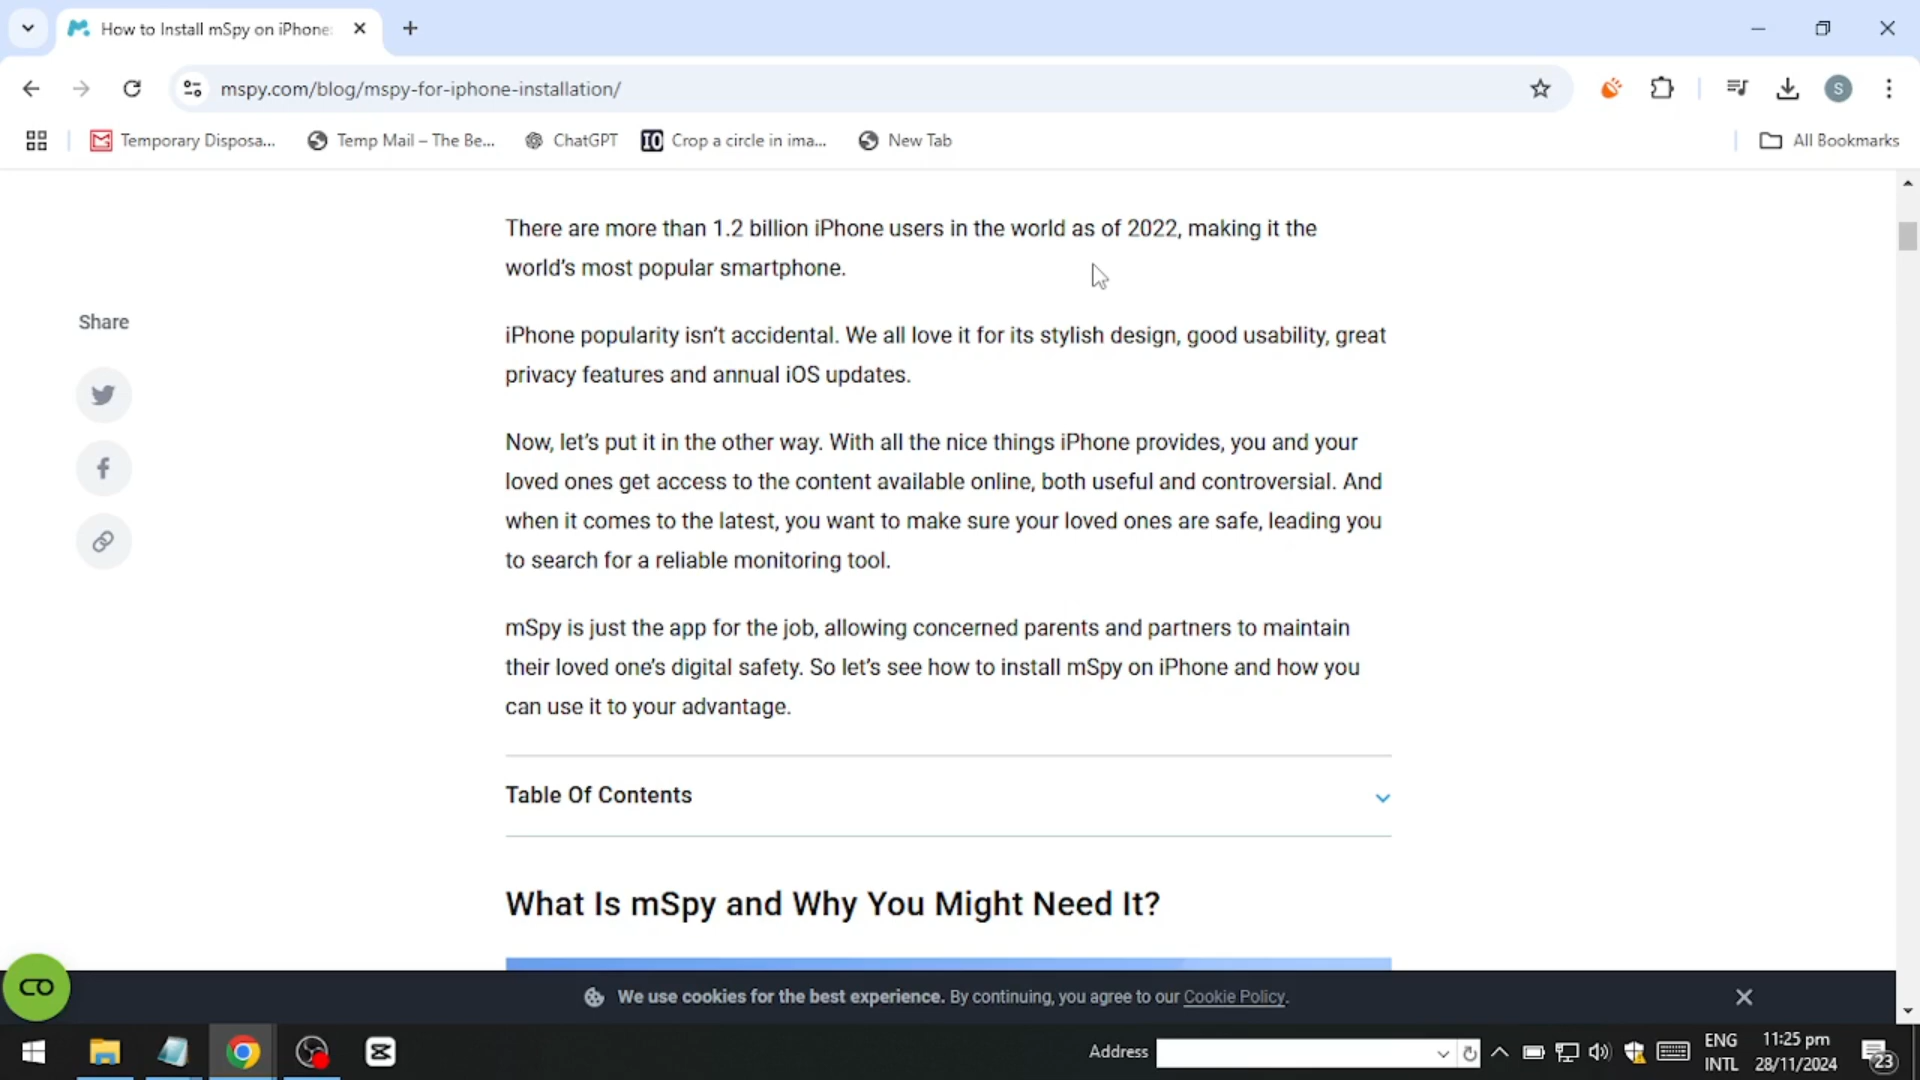 How to Install mSpy on iPhone:
mspy.com/blog/mspy-for-iphone-installation/
S
Temporary Disposa...
Temp Mail – The Be...
ChatGPT
Crop a circle in ima...
New Tab
All Bookmarks
There are more than 1.2 billion iPhone users in the world as of 2022, making it the
world’s most popular smartphone.
Share
iPhone popularity isn’t accidental. We all love it for its stylish design, good usability, great
privacy features and annual iOS updates.
Now, let’s put it in the other way. With all the nice things iPhone provides, you and your
loved ones get access to the content available online, both useful and controversial. And
when it comes to the latest, you want to make sure your loved ones are safe, leading you
to search for a reliable monitoring tool.
mSpy is just the app for the job, allowing concerned parents and partners to maintain
their loved one’s digital safety. So let’s see how to install mSpy on iPhone and how you
can use it to your advantage.
Table Of Contents
What Is mSpy and Why You Might Need It?
We use cookies for the best experience. By continuing, you agree to our Cookie Policy.
Address
ENG
INTL
11:25 pm
28/11/2024
23